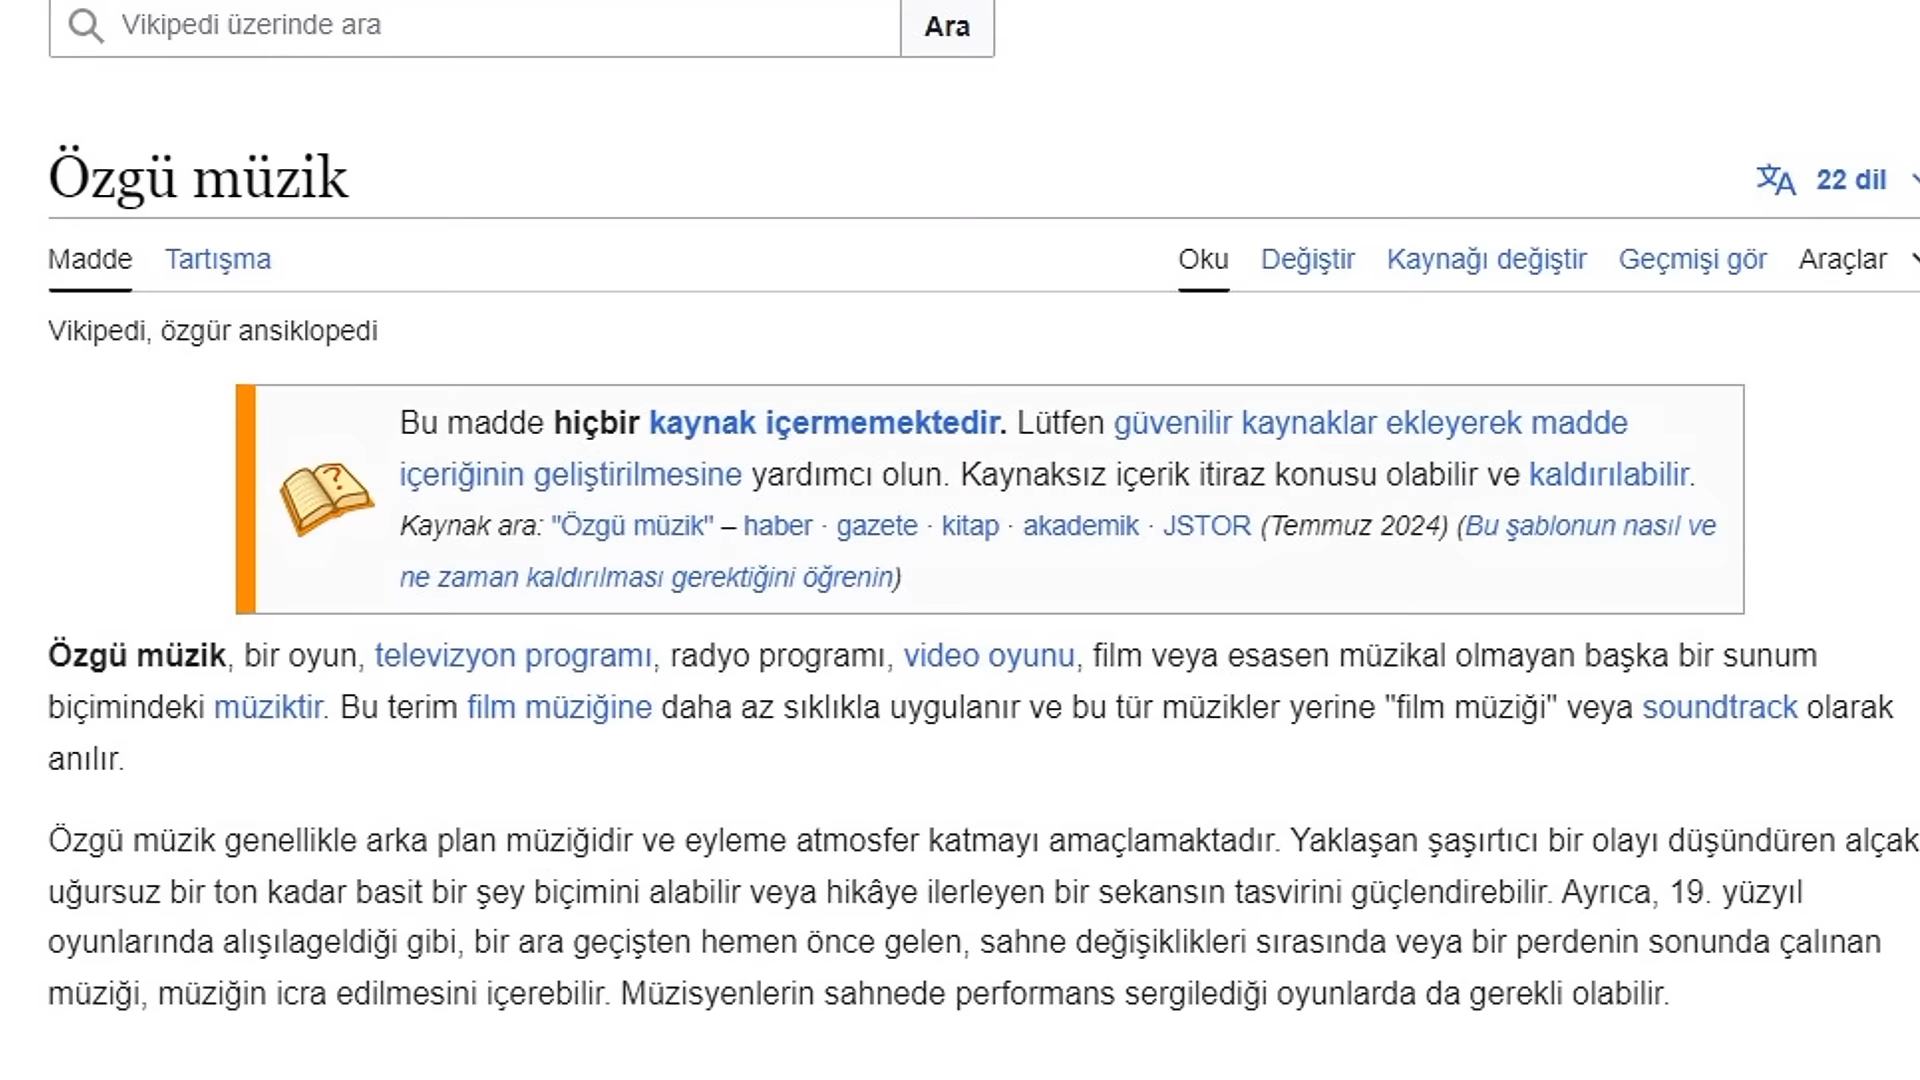 Vikipedi üzerinde ara
Ara
Özgü müzik
22 dil
Madde Tartışma
Oku Değiştir Kaynağı değiştir Geçmişi gör Araçlar
Vikipedi, özgür ansiklopedi
Bu madde hiçbir kaynak içermemektedir. Lütfen güvenilir kaynaklar ekleyerek madde
içeriğinin geliştirilmesine yardımcı olun. Kaynaksız içerik itiraz konusu olabilir ve kaldırılabilir.
Kaynak ara: "Özgü müzik" – haber · gazete · kitap · akademik · JSTOR (Temmuz 2024) (Bu şablonun nasıl ve
ne zaman kaldırılması gerektiğini öğrenin)
Özgü müzik, bir oyun, televizyon programı, radyo programı, video oyunu, film veya esasen müzikal olmayan başka bir sunum
biçimindeki müziktir. Bu terim film müziğine daha az sıklıkla uygulanır ve bu tür müzikler yerine "film müziği" veya soundtrack olarak
anılır.
Özgü müzik genellikle arka plan müziğidir ve eyleme atmosfer katmayı amaçlamaktadır. Yaklaşan şaşırtıcı bir olayı düşündüren alçak
uğursuz bir ton kadar basit bir şey biçimini alabilir veya hikâye ilerleyen bir sekansın tasvirini güçlendirebilir. Ayrıca, 19. yüzyıl
oyunlarında alışılageldiği gibi, bir ara geçişten hemen önce gelen, sahne değişiklikleri sırasında veya bir perdenin sonunda çalınan
müziği, müziğin icra edilmesini içerebilir. Müzisyenlerin sahnede performans sergilediği oyunlarda da gerekli olabilir.